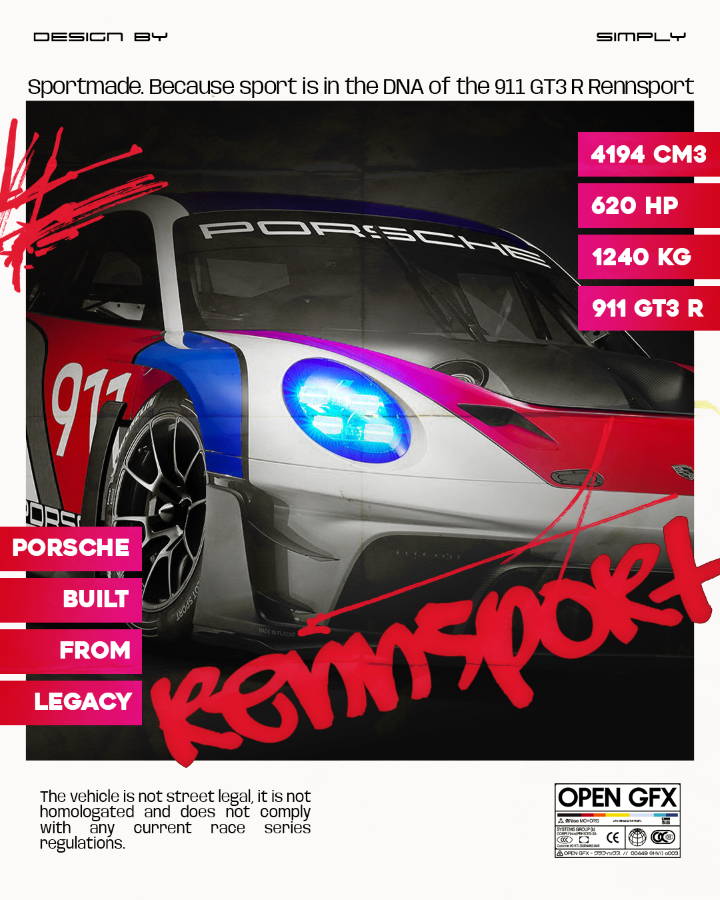 DESIGN BY
SIMPLY
Sportmade. Because sport is in the DNA of the 911 GT3 R Rennsport
4194 CM3
620 HP
1240 KG
911 GT3 R
PORSCHE
911
PORSCHE
BUILT
FROM
LEGACY
Rennsport
The vehicle is not street legal, it is not
homologated and does not comply
with any current race series
regulations.
OPEN GFX